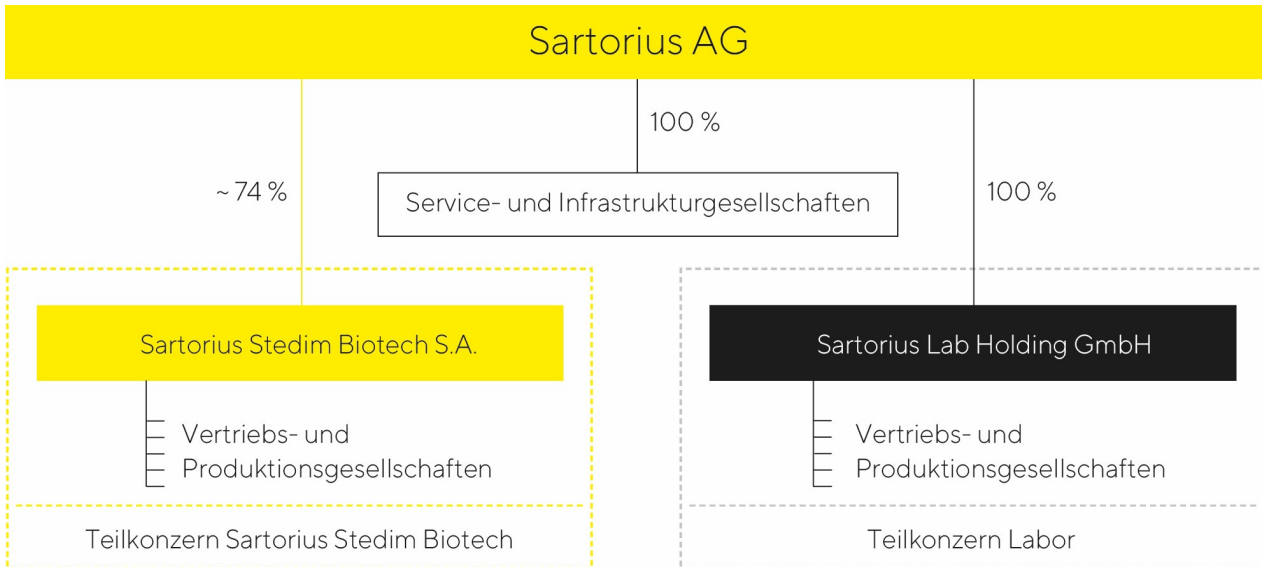 Sartorius AG
100 %
~ 74 %
Service- und Infrastrukturgesellschaften
100 %
Sartorius Stedim Biotech S.A.
Sartorius Lab Holding GmbH
Vertriebs- und
Produktionsgesellschaften
Vertriebs- und
Produktionsgesellschaften
Teilkonzern Sartorius Stedim Biotech
Teilkonzern Labor